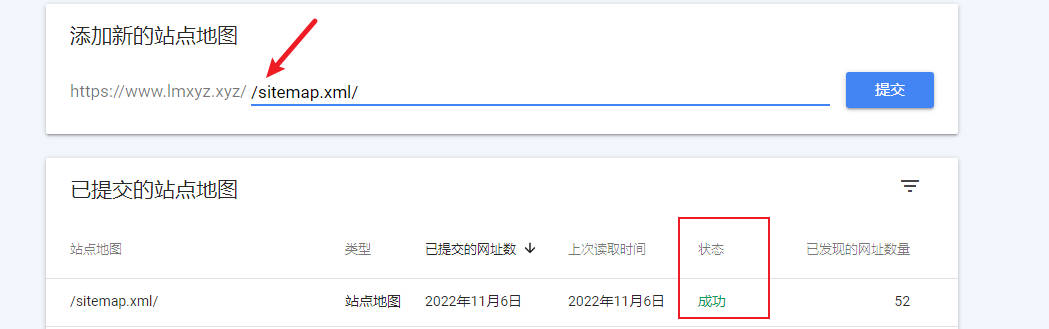 添加新的站点地图
https://www.lmxyz.xyz/ /sitemap.xml/ 提交
已提交的站点地图
站点地图 类型 已提交的网址数 ↓ 上次读取时间 状态 已发现的网址数量
/sitemap.xml/ 站点地图 2022年11月6日 2022年11月6日 成功 52